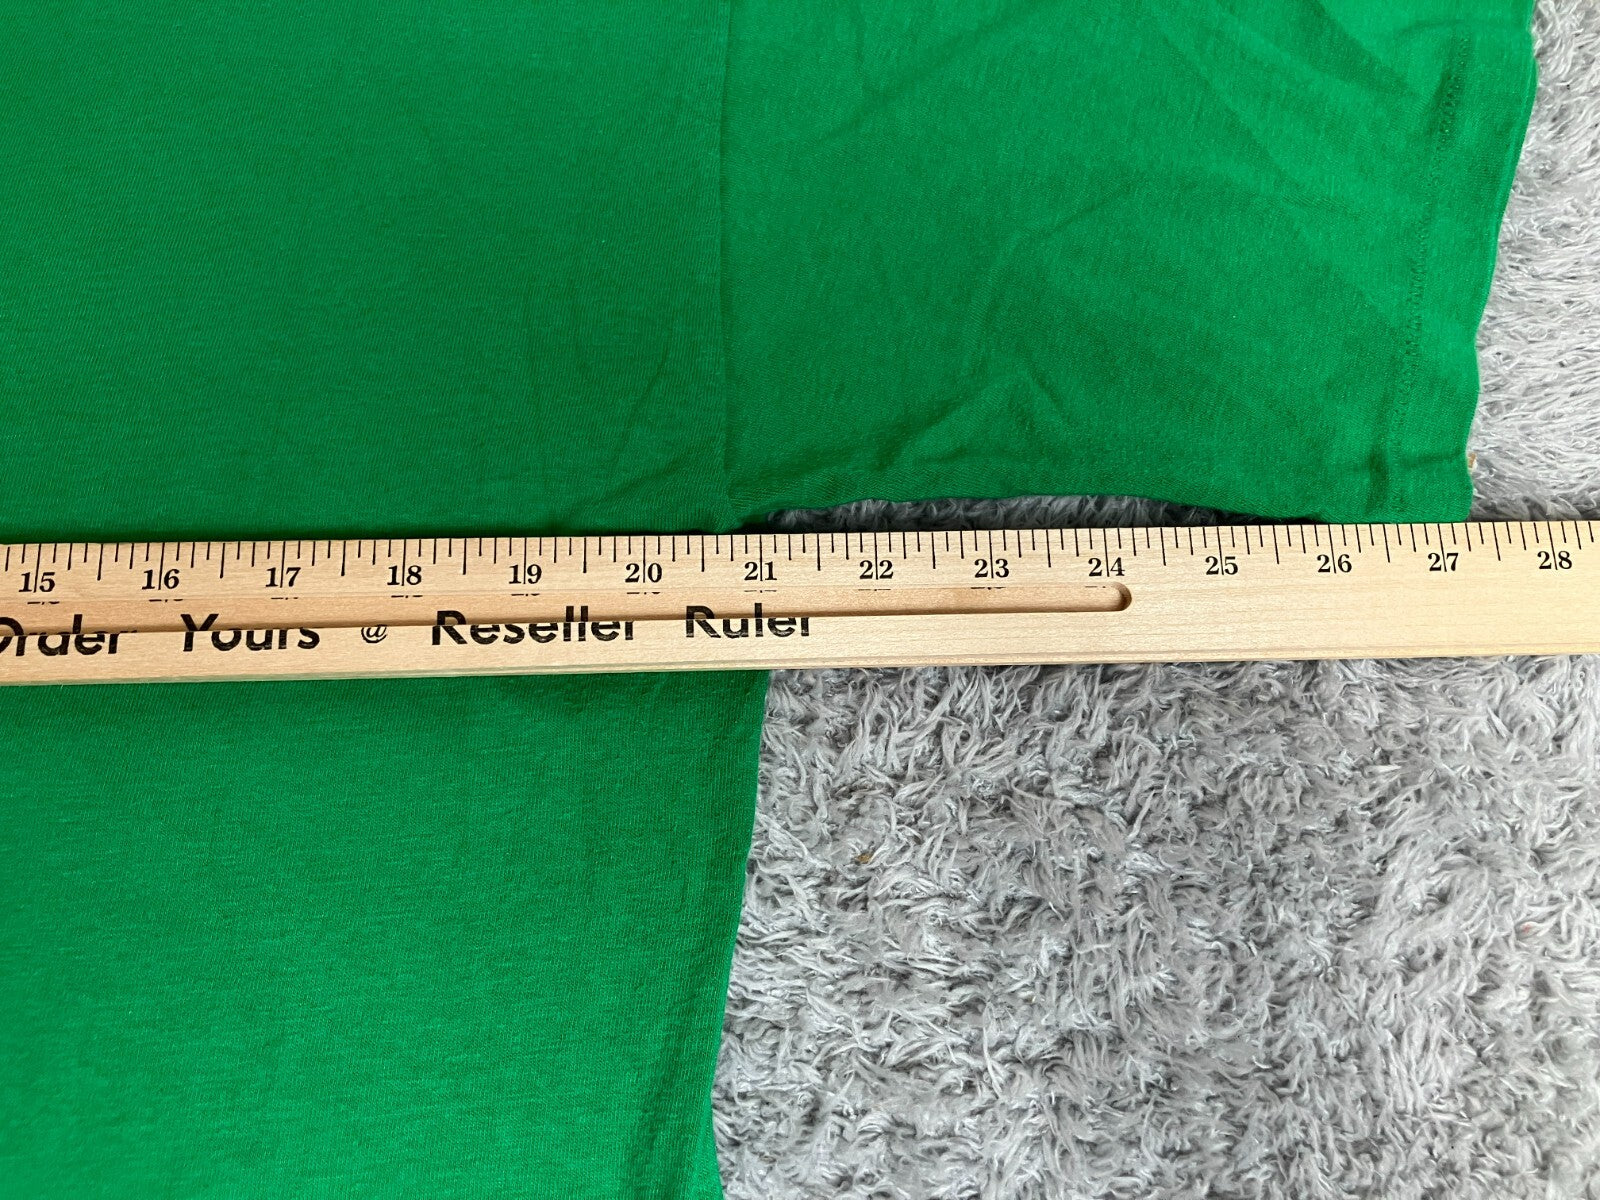 15 16 17 18 19 20 21 22 23 24 25 26 27 28
Order Yours @ Reseller Ruler